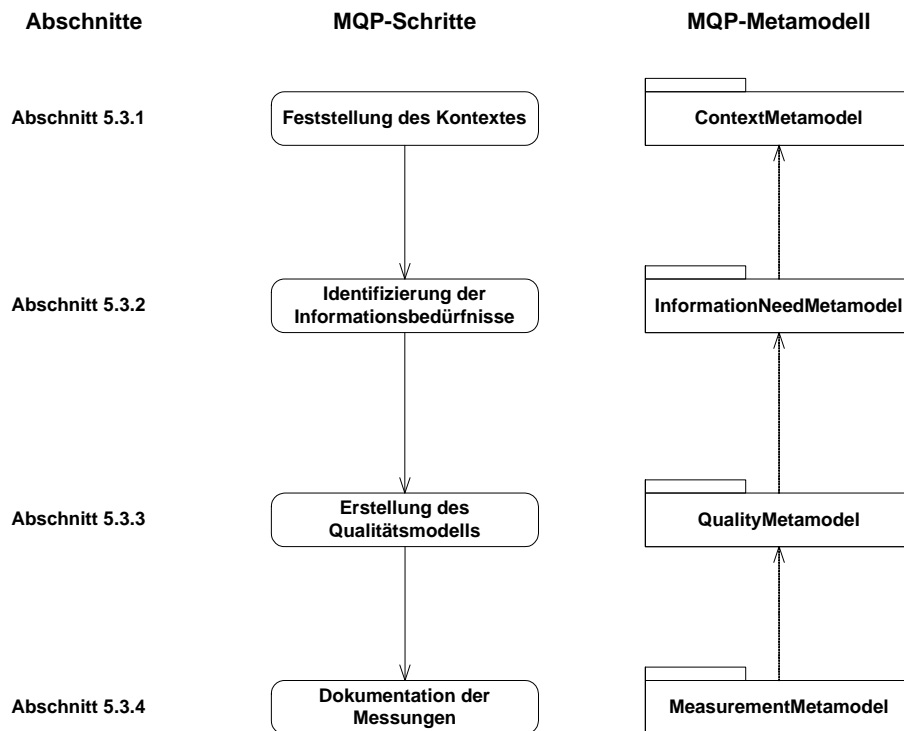 Abschnitte MQP-Schritte MQP-Metamodell
Abschnitt 5.3.1 Feststellung des Kontextes ContextMetamodel
Abschnitt 5.3.2
Identifizierung der
Informationsbedürfnisse
InformationNeedMetamodel
Abschnitt 5.3.3
Erstellung des
Qualitätsmodells
QualityMetamodel
Abschnitt 5.3.4
Dokumentation der
Messungen
MeasurementMetamodel